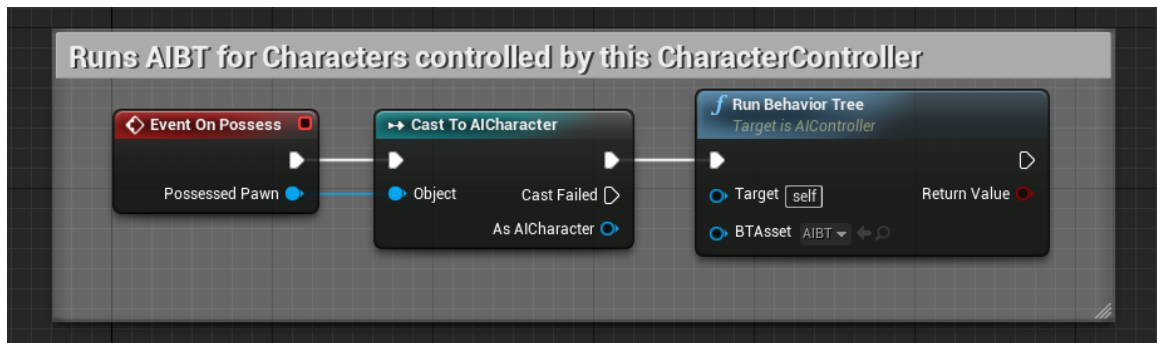 Runs AIBT for Characters controlled by this CharacterController
Event On Possess
Possessed Pawn
Cast To AICharacter
Object
Cast Failed
As AICharacter
f Run Behavior Tree
Target is AIController
Target self
Return Value
BTAsset AIBT